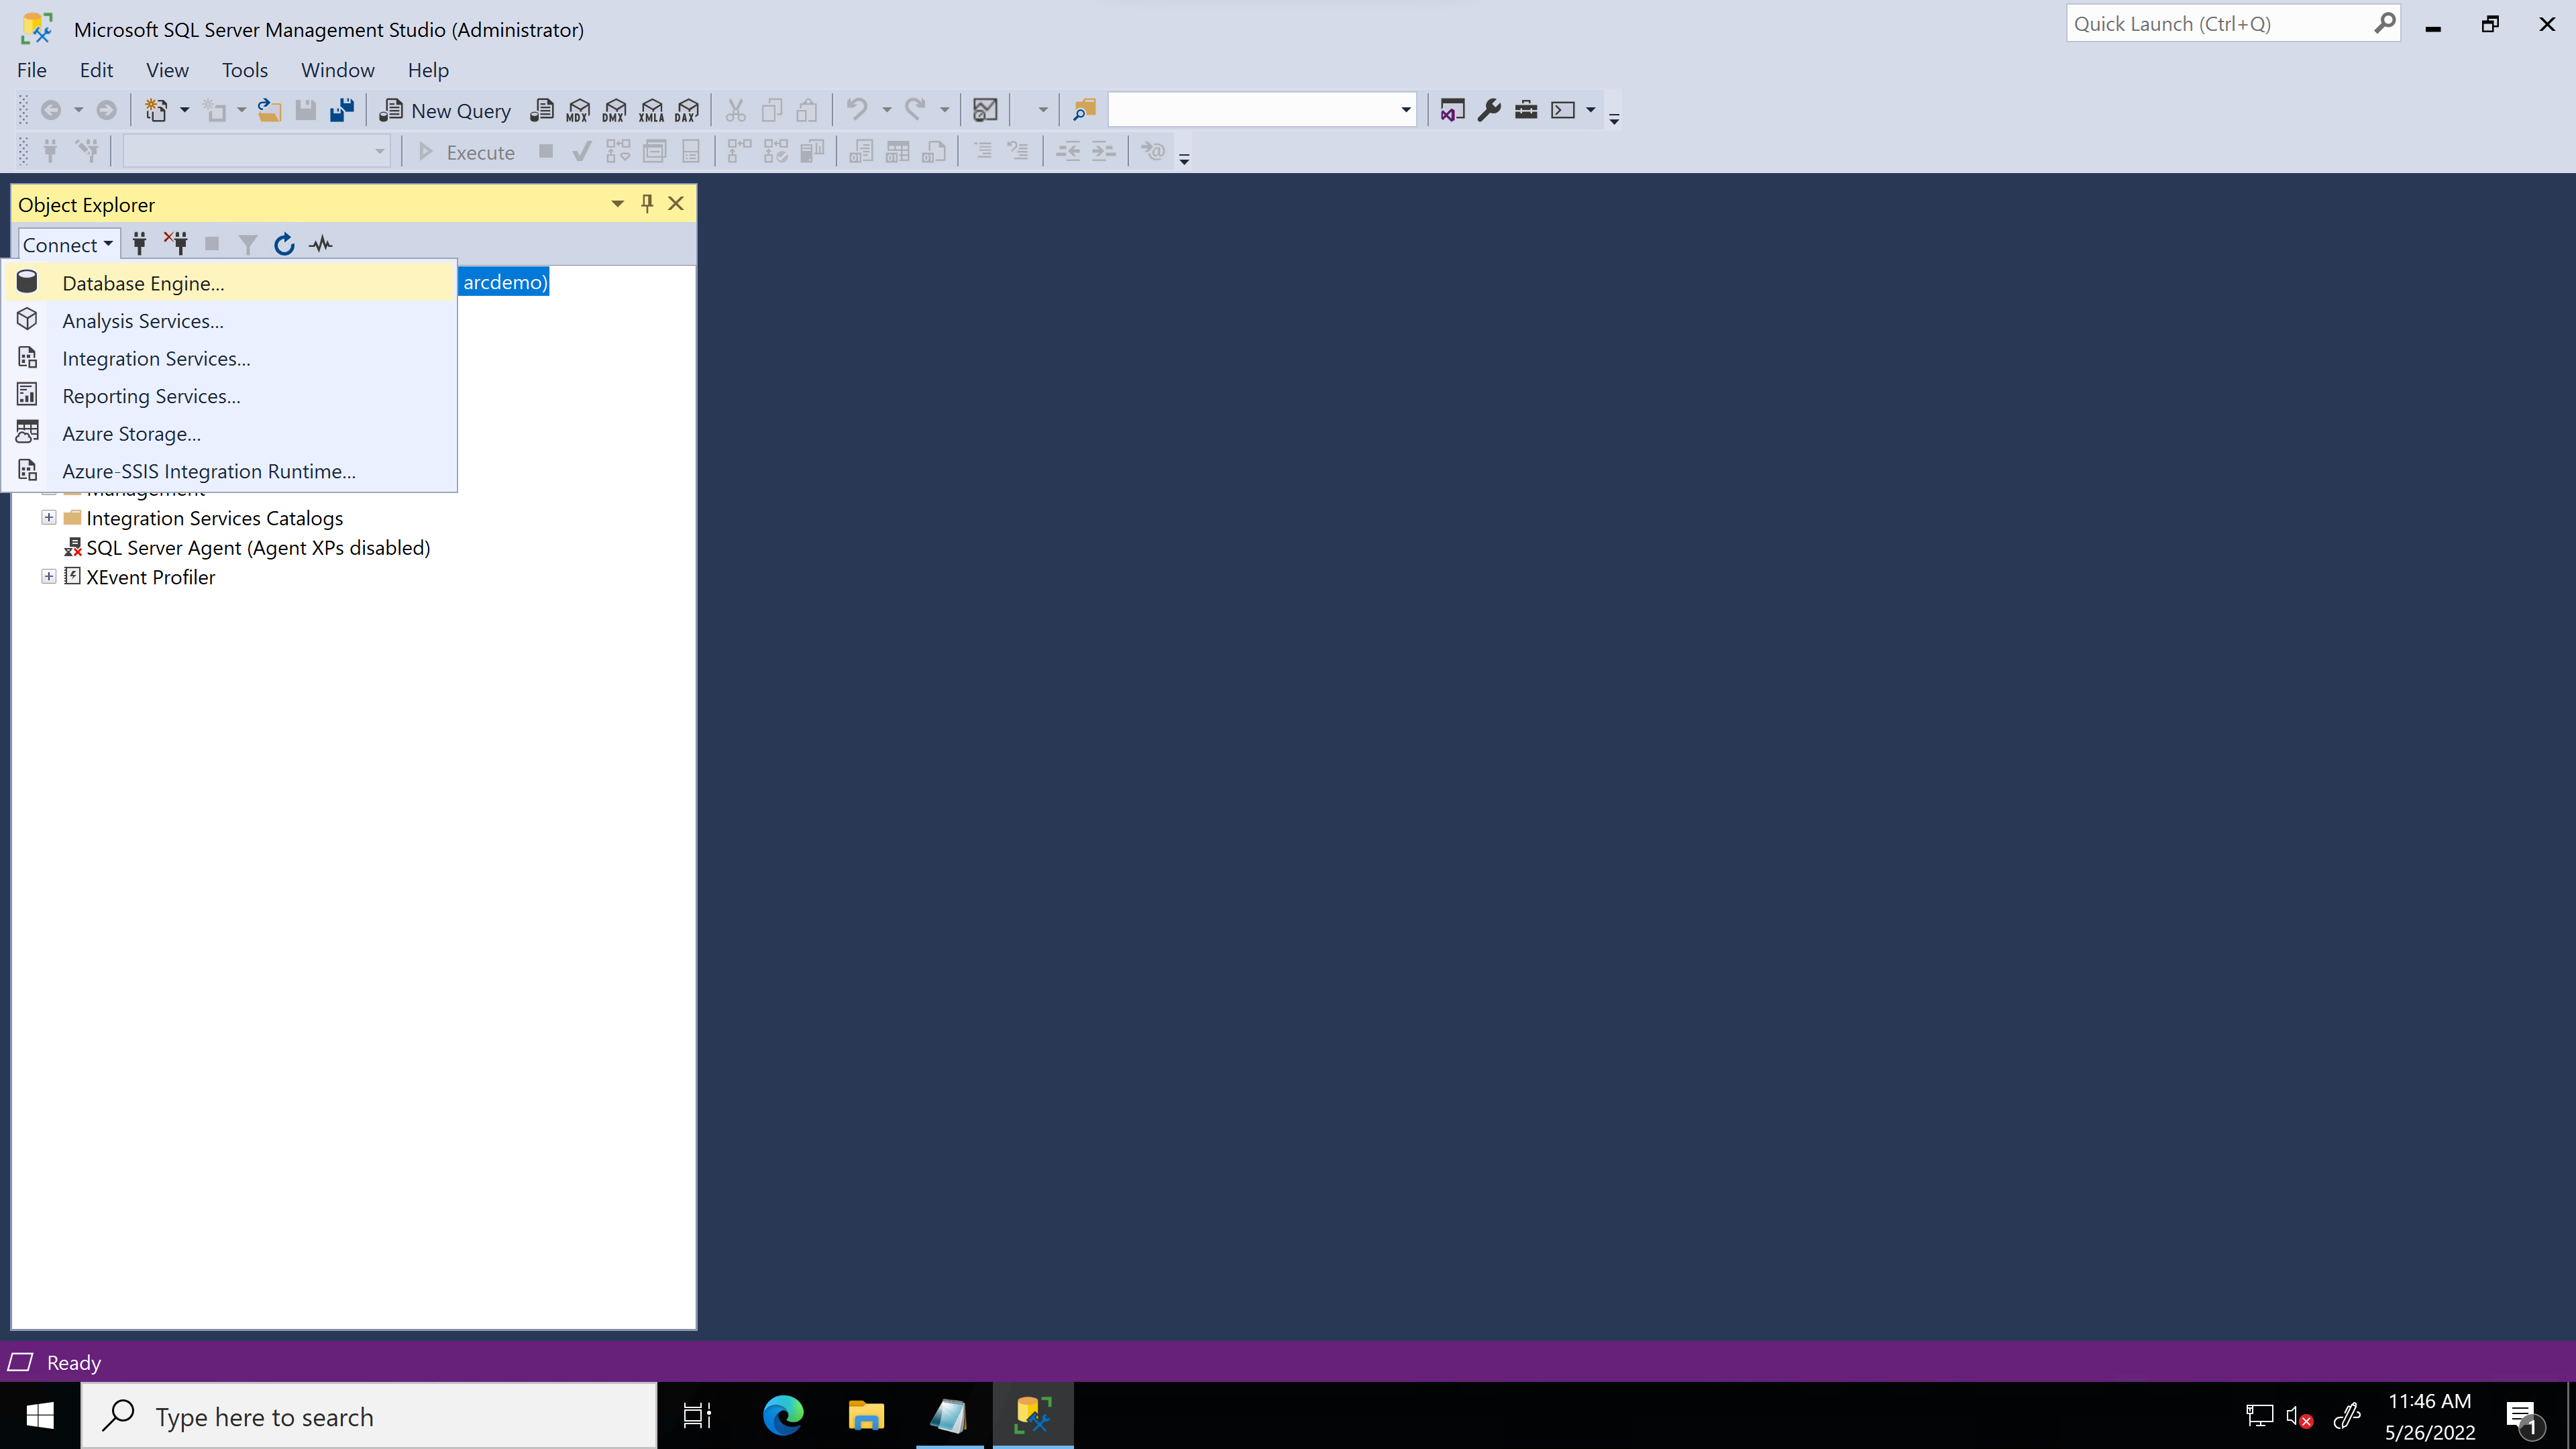 Microsoft SQL Server Management Studio (Administrator)
Quick Launch (Ctrl+Q)
File Edit View Tools Window Help
New Query MDX DMX XMLA DAX
Execute
Object Explorer
Connect
Database Engine... arcdemo)
Analysis Services...
Integration Services...
Reporting Services...
Azure Storage...
Azure-SSIS Integration Runtime...
Management
Integration Services Catalogs
SQL Server Agent (Agent XPs disabled)
XEvent Profiler
Ready
Type here to search
11:46 AM
5/26/2022
1